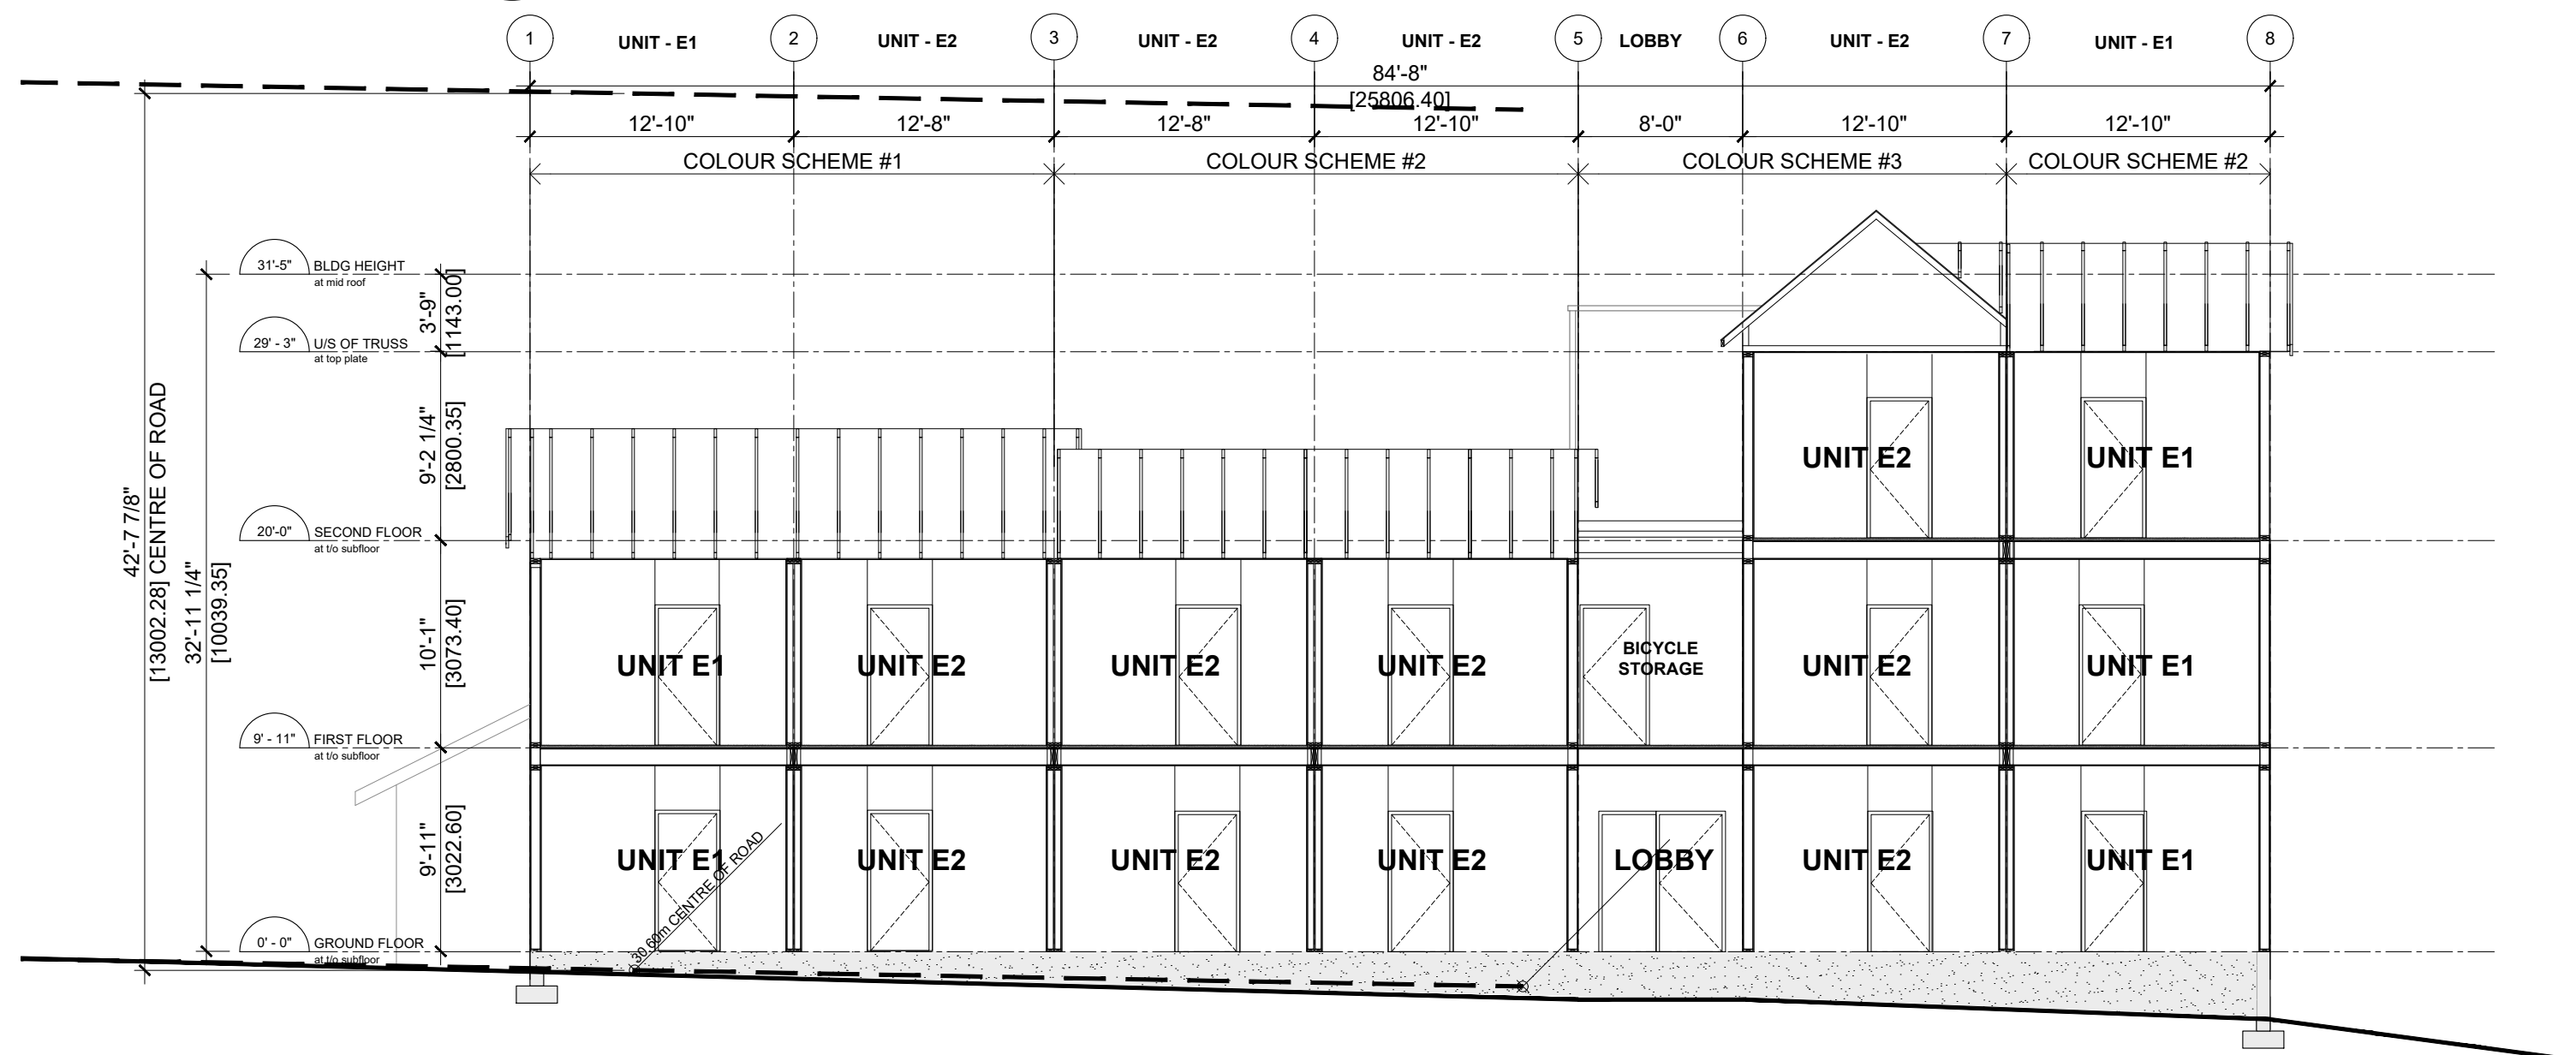 1 UNIT - E1 2 UNIT - E2 3 UNIT - E2 4 UNIT - E2 5 LOBBY 6 UNIT - E2 7 UNIT - E1 8
84'-8"
[25806.40]
12'-10" 12'-8" 12'-8" 12'-10" 8'-0" 12'-10" 12'-10"
COLOUR SCHEME #1 COLOUR SCHEME #2 COLOUR SCHEME #3 COLOUR SCHEME #2
31'-5" BLDG HEIGHT
at mid roof
3'-9"
[1143.00]
29' - 3" U/S OF TRUSS
at top plate
9'-2 1/4"
[2800.35]
42'-7 7/8"
[13002.28] CENTRE OF ROAD
32'-11 1/4"
[10039.35]
UNIT E2 UNIT E1
20'-0" SECOND FLOOR
at t/o subfloor
10'-1"
[3073.40]
UNIT E1 UNIT E2 UNIT E2 UNIT E2 BICYCLE
STORAGE UNIT E2 UNIT E1
9' - 11" FIRST FLOOR
at t/o subfloor
9'-11"
[3022.60]
UNIT E1 UNIT E2 UNIT E2 UNIT E2 LOBBY UNIT E2 UNIT E1
30.60m CENTRE OF ROAD
0' - 0" GROUND FLOOR
at t/o subfloor